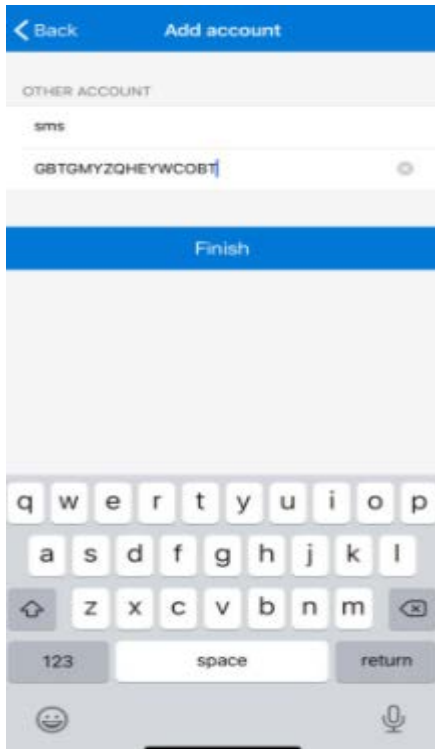 Back Add account
OTHER ACCOUNT
sms
GBTGMYZQHEYWCOBT
Finish
q w e r t y u i o p
a s d f g h j k l
z x c v b n m
123 space return